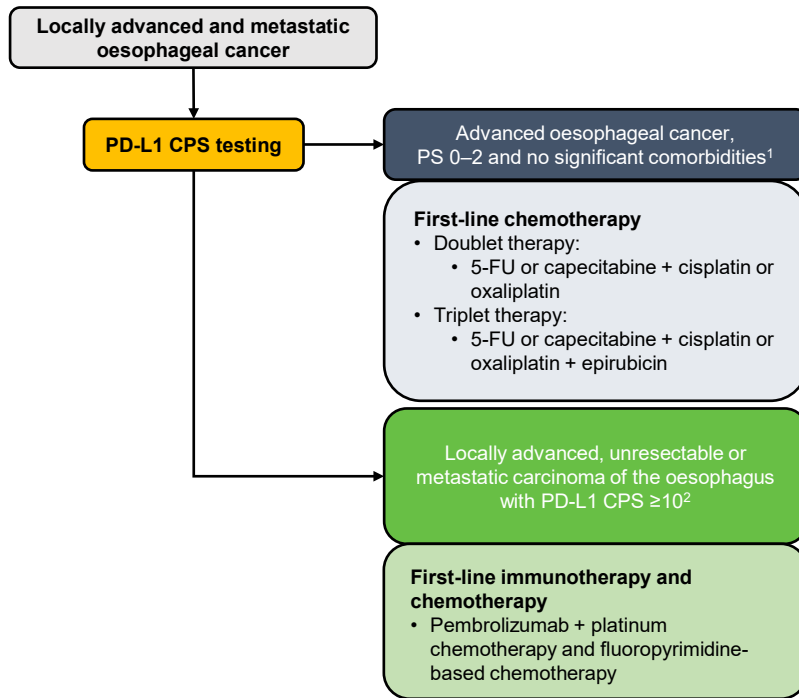 Locally advanced and metastatic
oesophageal cancer
PD-L1 CPS testing
Advanced oesophageal cancer,
PS 0–2 and no significant comorbidities¹
First-line chemotherapy
• Doublet therapy:
• 5-FU or capecitabine + cisplatin or
oxaliplatin
• Triplet therapy:
• 5-FU or capecitabine + cisplatin or
oxaliplatin + epirubicin
Locally advanced, unresectable or
metastatic carcinoma of the oesophagus
with PD-L1 CPS ≥10²
First-line immunotherapy and
chemotherapy
• Pembrolizumab + platinum
chemotherapy and fluoropyrimidine-
based chemotherapy